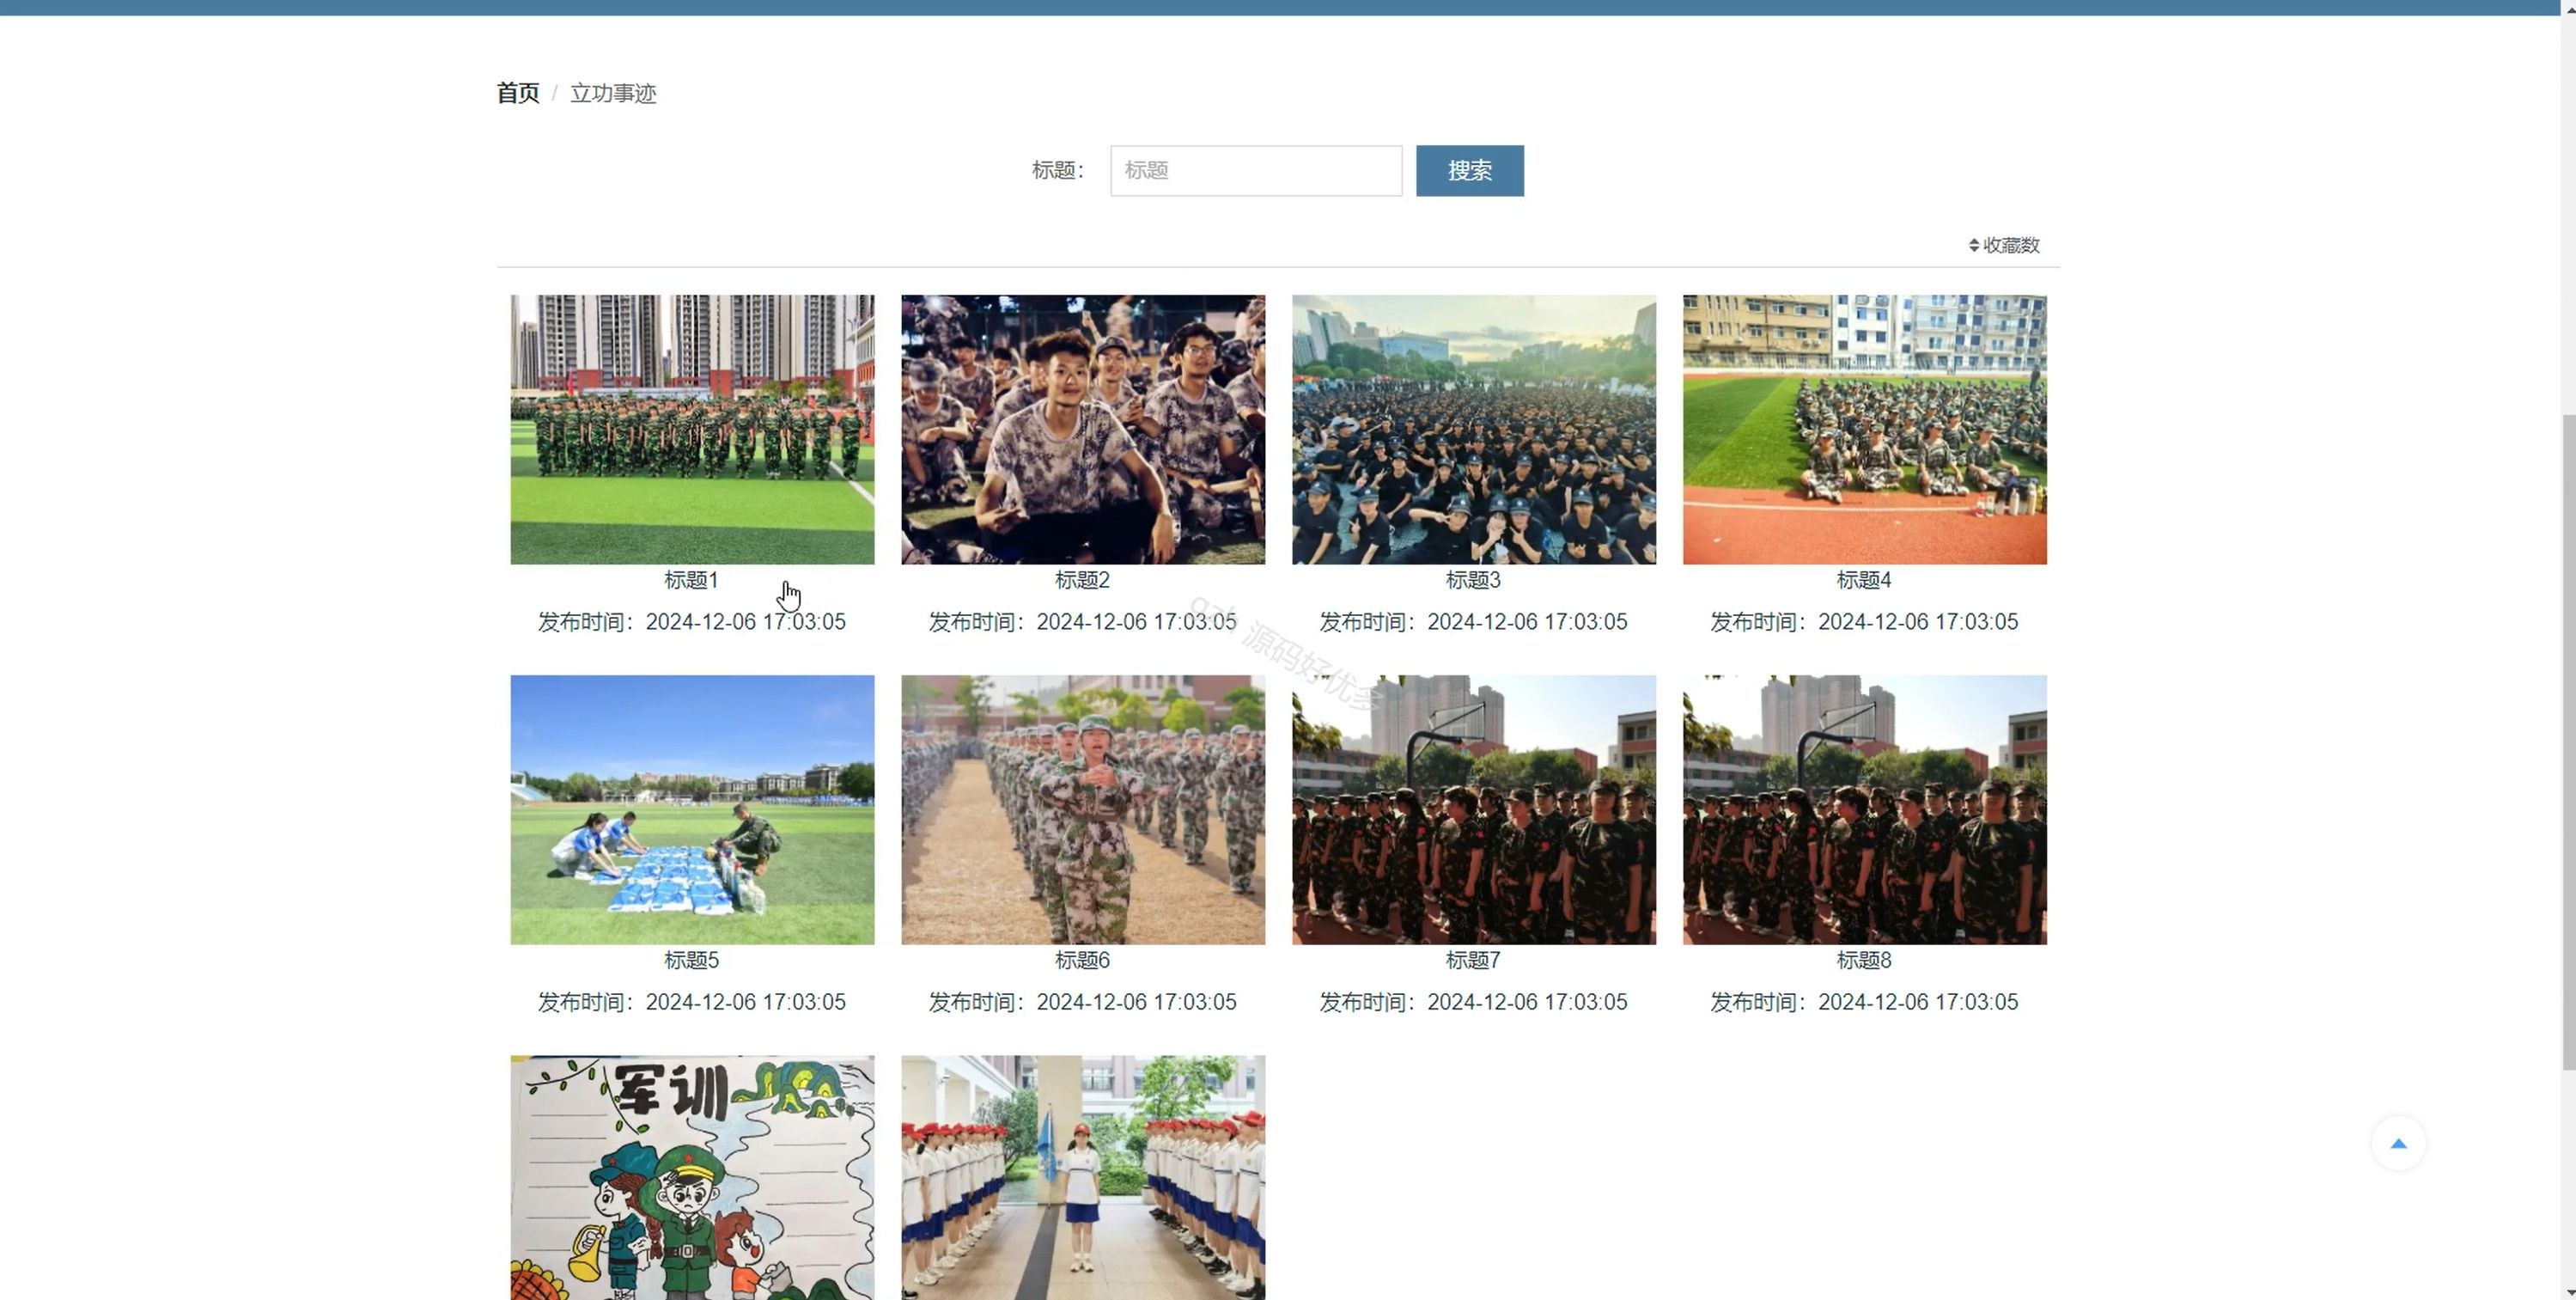 首页 / 立功事迹
标题： 标题 搜索
收藏数
标题1 标题2 标题3 标题4
发布时间：2024-12-06 17:03:05 发布时间：2024-12-06 17:03:05 发布时间：2024-12-06 17:03:05 发布时间：2024-12-06 17:03:05
gzh 源码好优多
标题5 标题6 标题7 标题8
发布时间：2024-12-06 17:03:05 发布时间：2024-12-06 17:03:05 发布时间：2024-12-06 17:03:05 发布时间：2024-12-06 17:03:05
军训